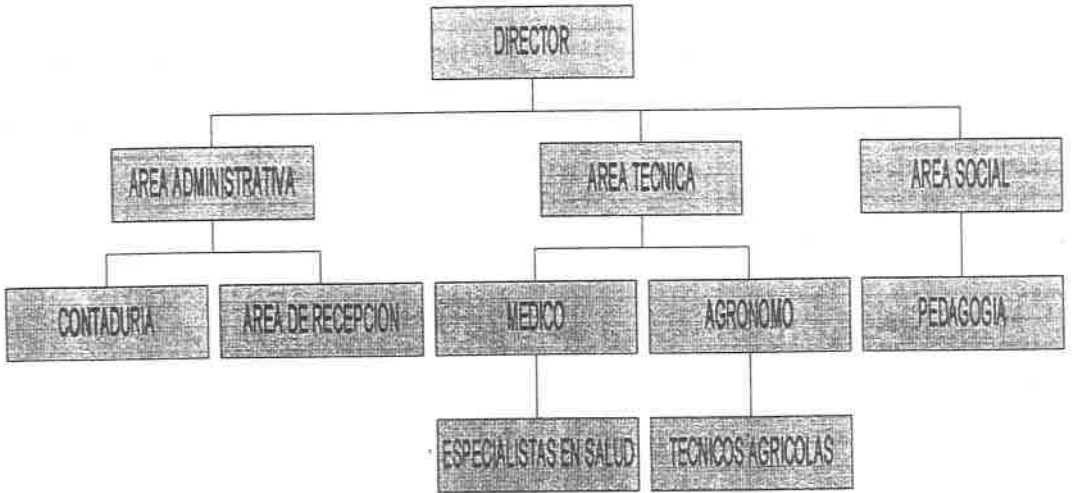 DIRECTOR
AREA ADMINISTRATIVA
AREA TECNICA
AREA SOCIAL
CONTADURIA
AREA DE RECEPCION
MEDICO
AGRONOMO
PEDAGOGIA
ESPECIALISTAS EN SALUD
TECNICOS AGRICOLAS